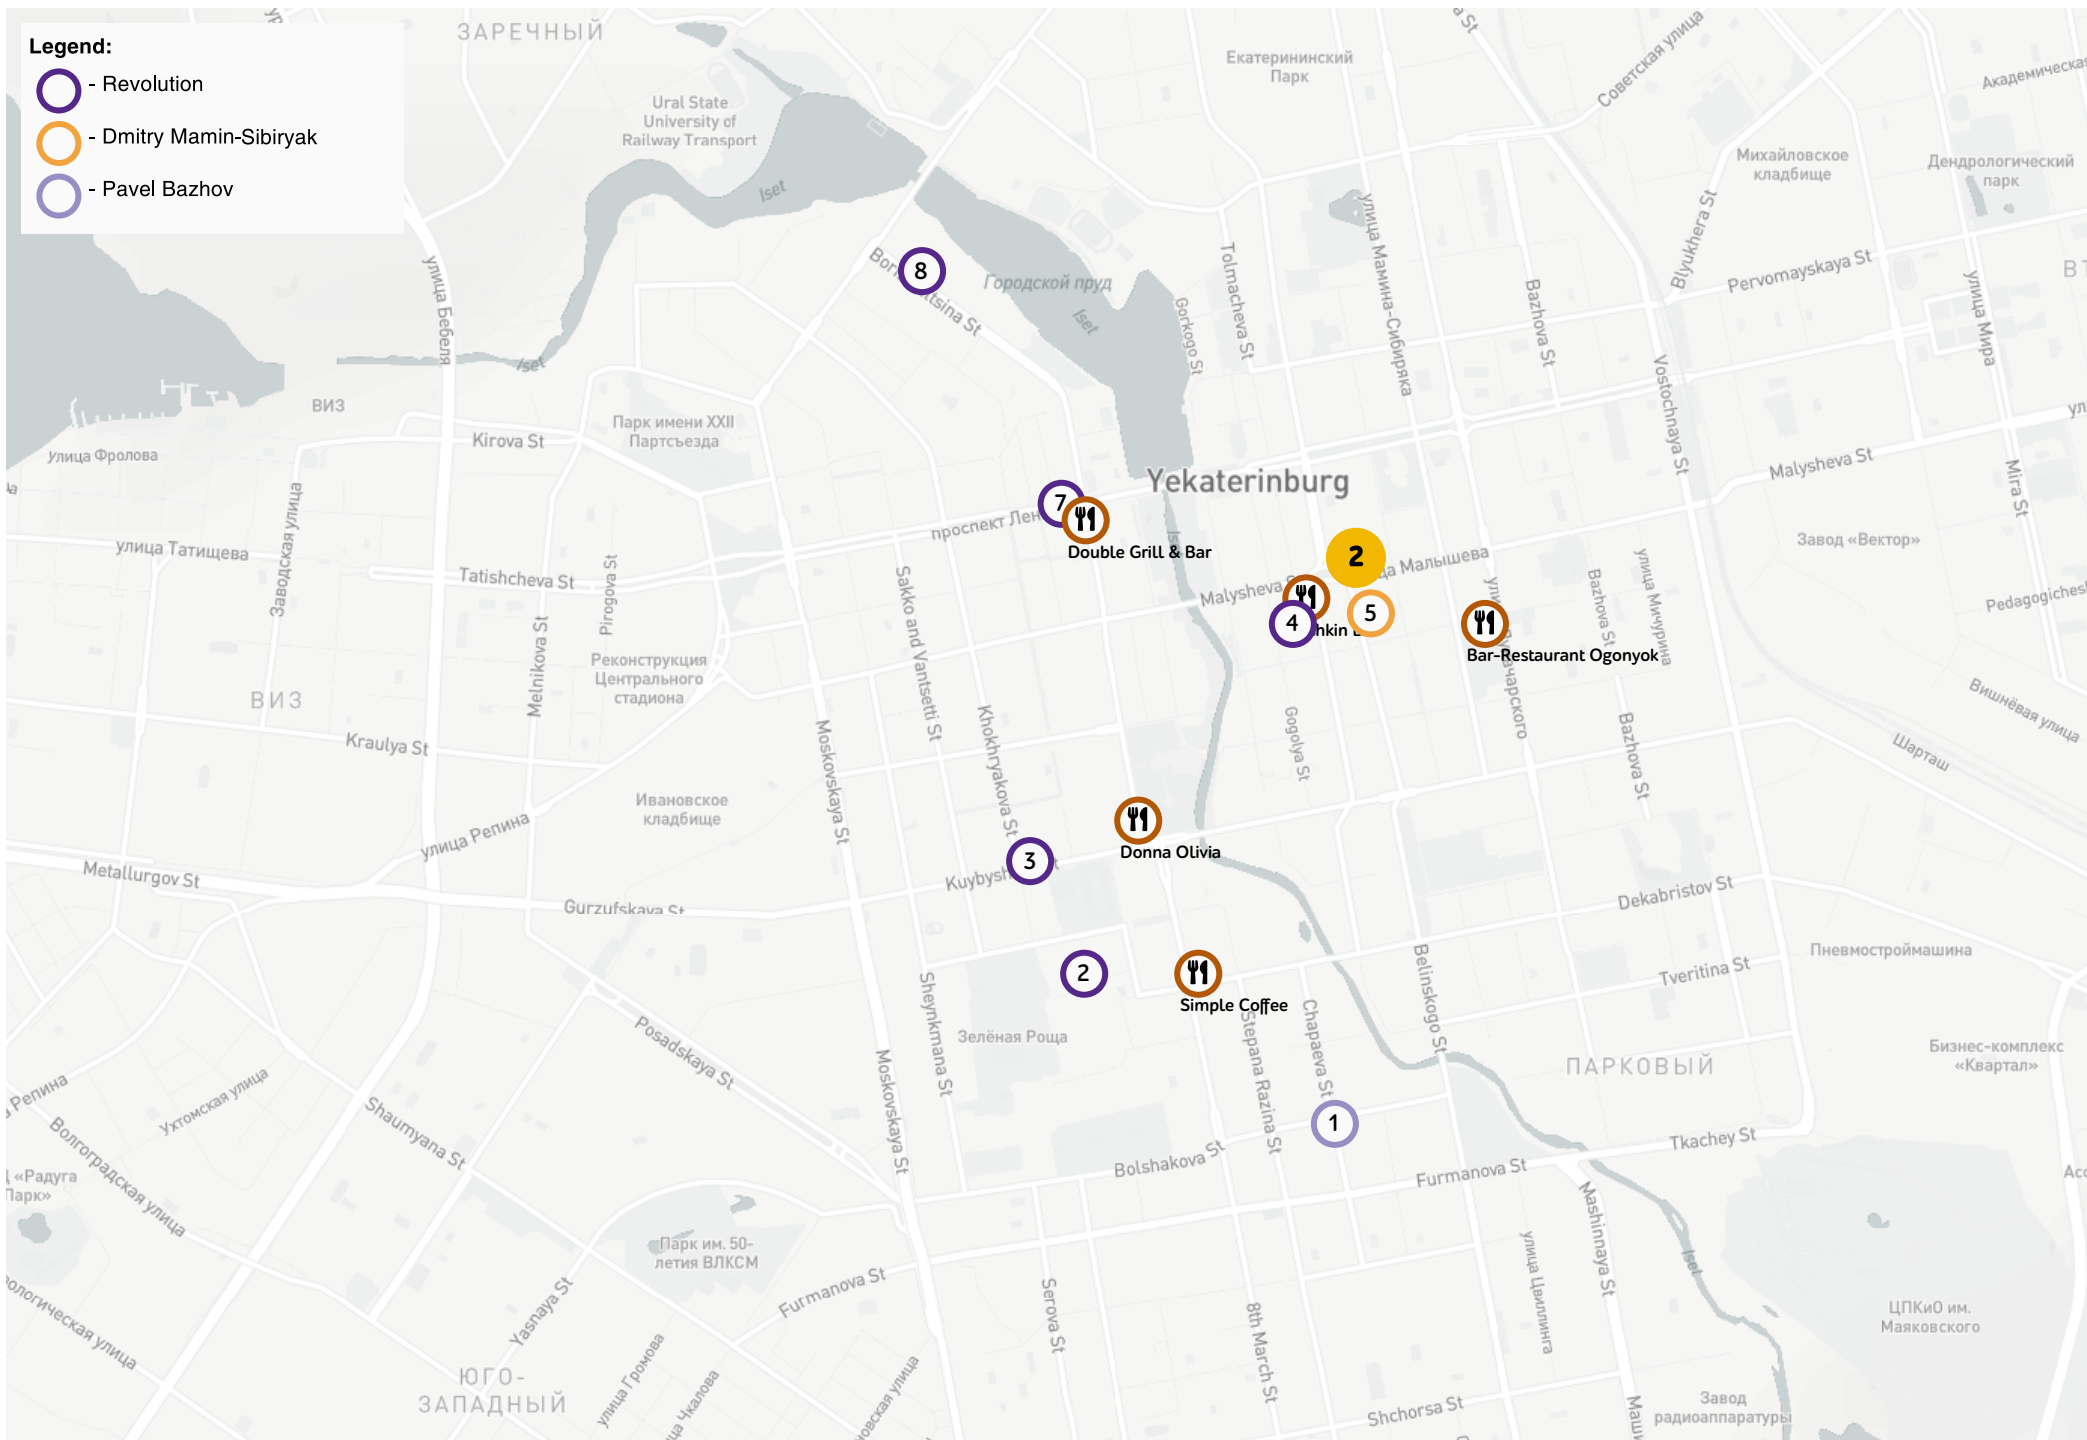 Legend:
- Revolution
- Dmitry Mamin-Sibiryak
- Pavel Bazhov
ЗАРЕЧНЫЙ
Екатерининский
Парк
Советская улица
Академическая
Ural State
University of
Railway Transport
Михайловское
кладбище
Дендрологический
парк
Iset
улица Бебеля
8
Городской пруд
Iset
Gorkogo St
Tolmacheva St
улица Мамина-Сибиряка
Bazhova St
Blyukhera St
Pervomayskaya St
улица Мира
Vostochnaya St
Iset
ВИЗ
Kirova St
Парк имени XXII
Партсъезда
улица Фролова
Заводская улица
Yekaterinburg
Malysheva St
Mira St
7
проспект
Double Grill & Bar
Iset
2
улица Татищева
Tatishcheva St
Pirogova St
Melnikova St
Завод «Вектор»
Malysheva
Малышева
4
5
Bar-Restaurant Ogonyok
Bazhova St
улица Мичурина
Sakko and Vantsetti St
Реконструкция
Центрального
стадиона
ВИЗ
Kraulya St
Moskovskaya St
Khokhryakova St
Gogolya St
Bazhova St
Вишнёвая улица
Шарташ
Ивановское
кладбище
улица Репина
Donna Olivia
3
Metallurgov St
Gurzufskaya St
Dekabristov St
2
Simple Coffee
Sheynkmana St
Зелёная Роща
Stepana Razina St
Chapaeva St
Belinskogo St
Tveritina St
Пневмостроймашина
Posadskaya St
Moskovskaya St
ПАРКОВЫЙ
Бизнес-комплекс
«Квартал»
Репина
Ухтомская улица
Shaumyana St
Волгоградская улица
1
Bolshakova St
Furmanova St
Tkachey St
«Радуга
Парк»
Парк им. 50-
летия ВЛКСМ
Furmanova St
Yasnaya St
Serova St
8th March St
улица Цвиллинга
Mashinnaya St
Iset
ЦПКиО им.
Маяковского
улица Громова
ЮГО-
ЗАПАДНЫЙ
Shchorsa St
Завод
радиоаппаратуры